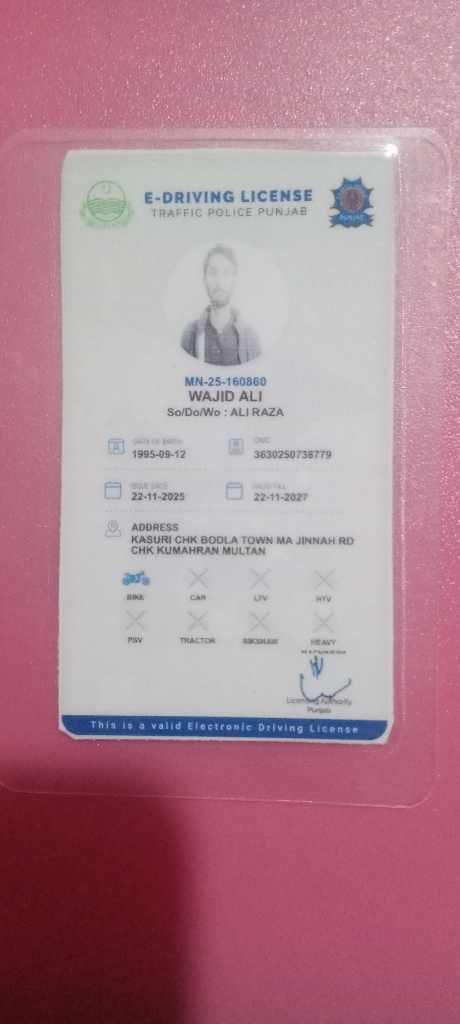 E-DRIVING LICENSE
TRAFFIC POLICE PUNJAB
PUNJAB
MN-25-160860
WAJID ALI
So/Do/Wo : ALI RAZA
DATE OF BIRTH
1995-09-12
CNIC
3630250738779
ISSUE DATE
22-11-2025
VALID TILL
22-11-2027
ADDRESS
KASURI CHK BODLA TOWN MA JINNAH RD
CHK KUMAHRAN MULTAN
BIKE CAR LTV HTV
PSV TRACTOR RIKSHAW HEAVY
MACHINERY
Licensing Authority
Punjab
This is a valid Electronic Driving License